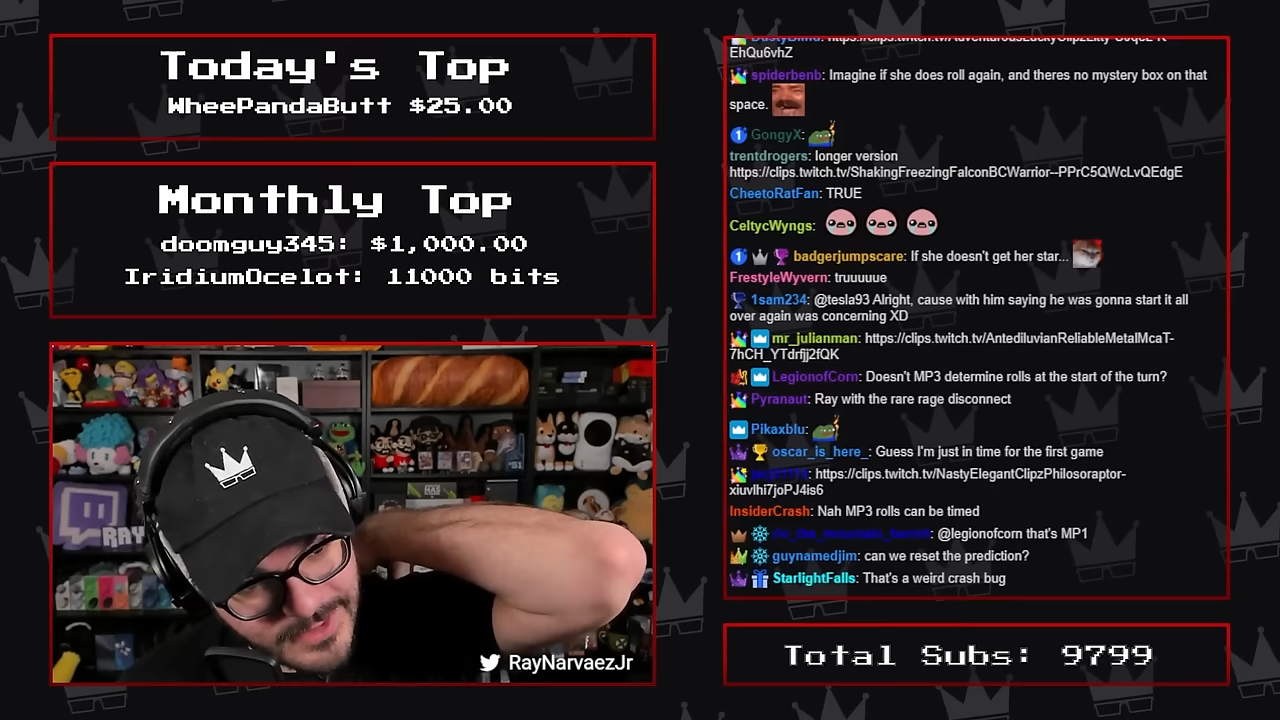 Today's Top
WheePandaButt $25.00
Monthly Top
doomguy345: $1,000.00
IridiumOcelot: 11000 bits
RAY
RayNarvaezJr
EhQu6vhZ
spiderbenb: Imagine if she does roll again, and theres no mystery box on that
space.
GongyX:
trentdrogers: longer version
https://clips.twitch.tv/ShakingFreezingFalconBCWarrior--PPrC5QWcLvQEdgE
CheetoRatFan: TRUE
CeltycWyngs:
1 badgerjumpscare: If she doesn't get her star...
FrestyleWyvern: truuuuue
1sam234: @tesla93 Alright, cause with him saying he was gonna start it all
over again was concerning XD
mr_julianman: https://clips.twitch.tv/AntediluvianReliableMetalMcaT-
7hCH_YTdrfjj2fQK
LegionofCorn: Doesn't MP3 determine rolls at the start of the turn?
Pyranaut: Ray with the rare rage disconnect
Pikaxblu:
oscar_is_here_: Guess I'm just in time for the first game
: https://clips.twitch.tv/NastyElegantClipzPhilosoraptor-
xiuvlhi7joPJ4is6
InsiderCrash: Nah MP3 rolls can be timed
: @legionofcorn that's MP1
guynamedjim: can we reset the prediction?
StarlightFalls: That's a weird crash bug
Total Subs: 9799